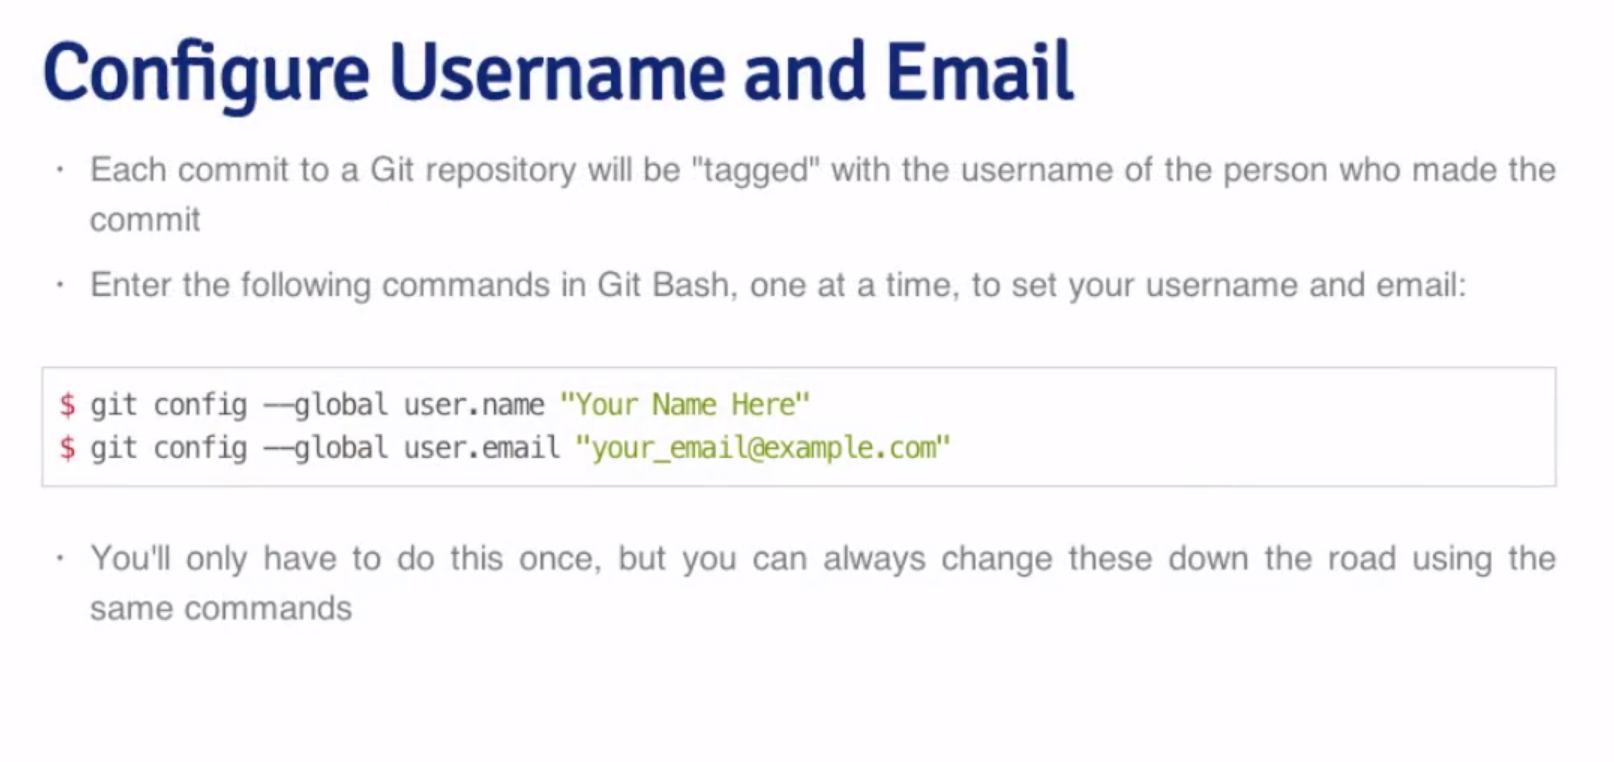 Configure Username and Email
· Each commit to a Git repository will be "tagged" with the username of the person who made the
commit
· Enter the following commands in Git Bash, one at a time, to set your username and email:
$ git config --global user.name "Your Name Here"
$ git config --global user.email "your_email@example.com"
· You'll only have to do this once, but you can always change these down the road using the
same commands